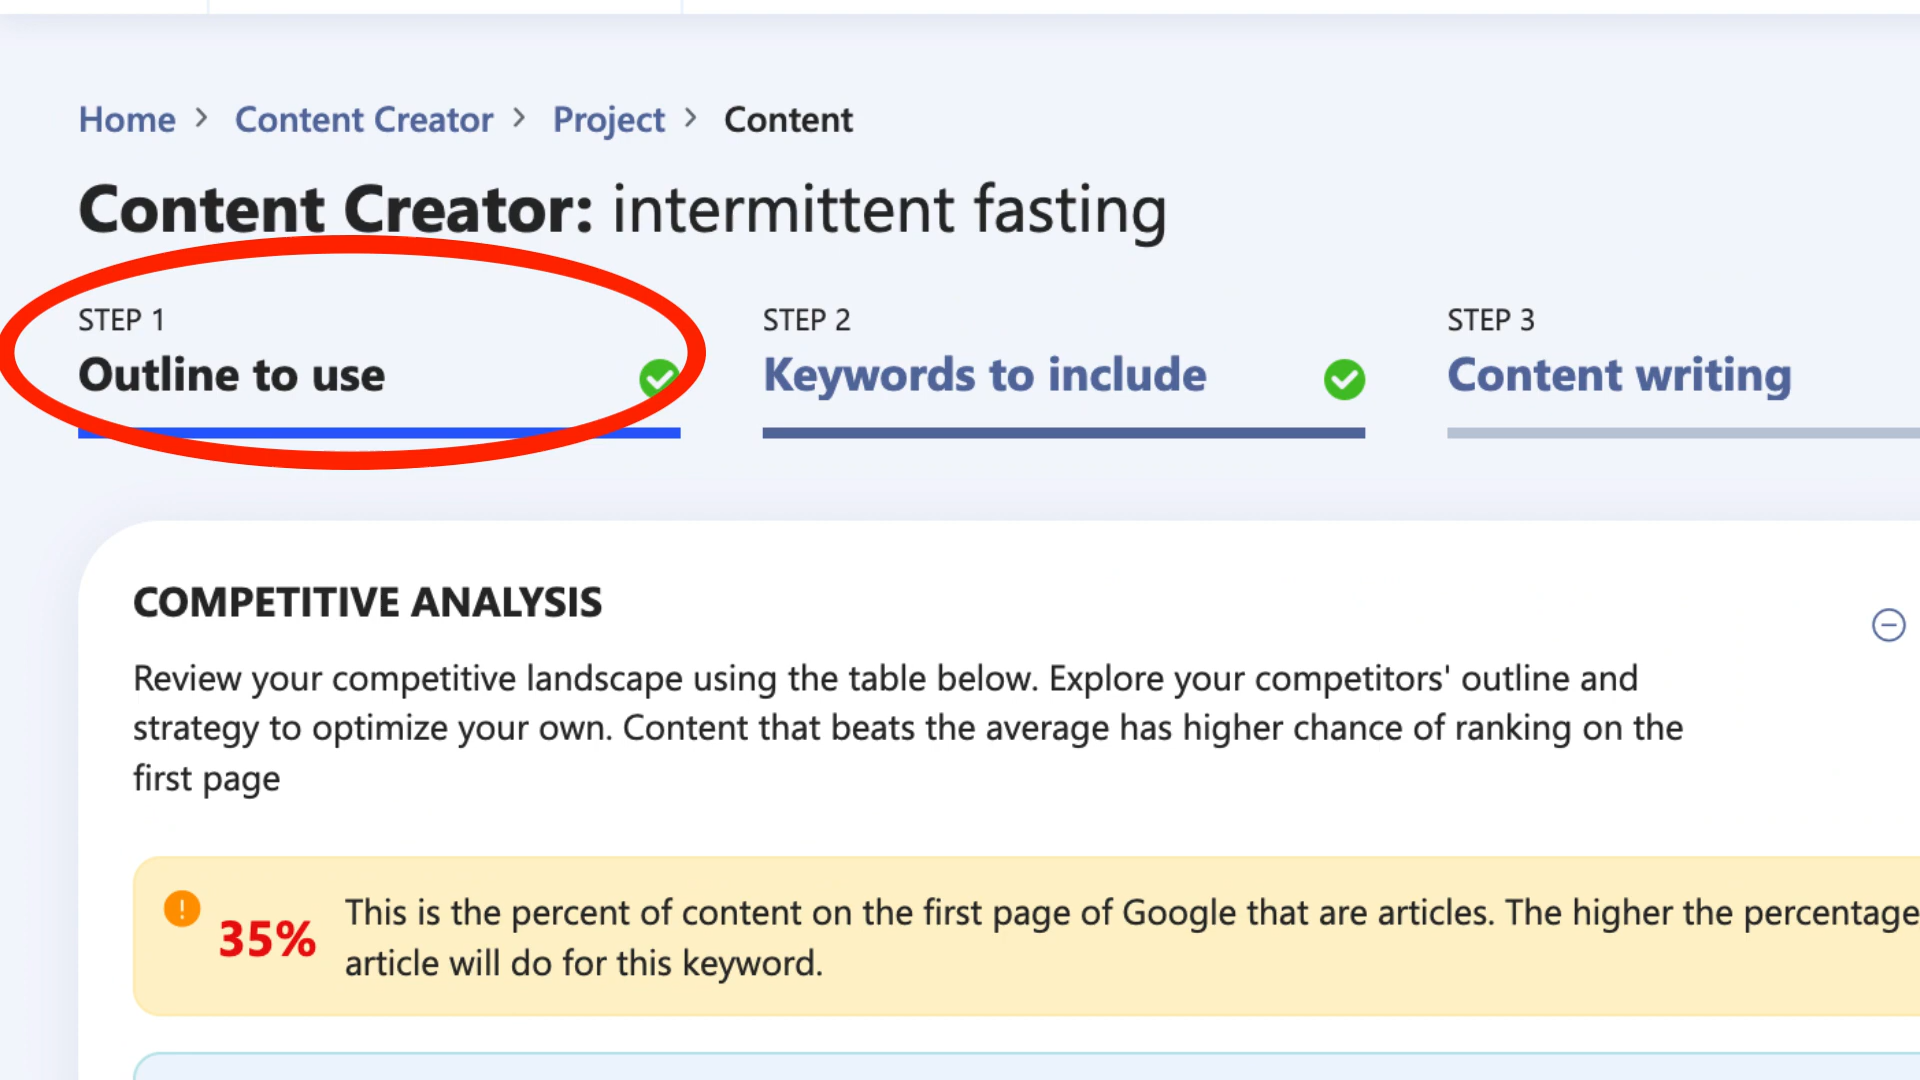 Home > Content Creator > Project > Content
Content Creator: intermittent fasting
STEP 1
Outline to use
STEP 2
Keywords to include
STEP 3
Content writing
COMPETITIVE ANALYSIS
Review your competitive landscape using the table below. Explore your competitors' outline and
strategy to optimize your own. Content that beats the average has higher chance of ranking on the
first page
35%
This is the percent of content on the first page of Google that are articles. The higher the percentage
article will do for this keyword.